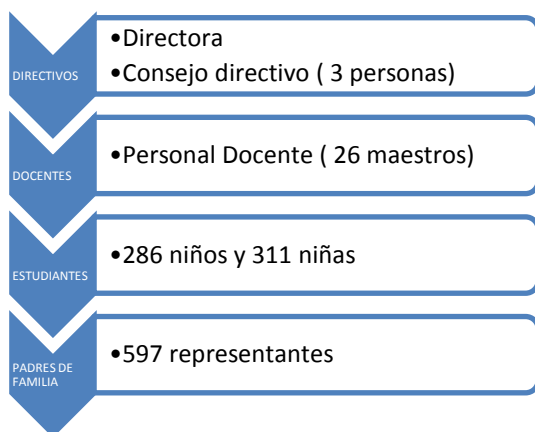 DIRECTIVOS
•Directora
•Consejo directivo ( 3 personas)
DOCENTES
•Personal Docente ( 26 maestros)
ESTUDIANTES
•286 niños y 311 niñas
PADRES DE
FAMILIA
•597 representantes